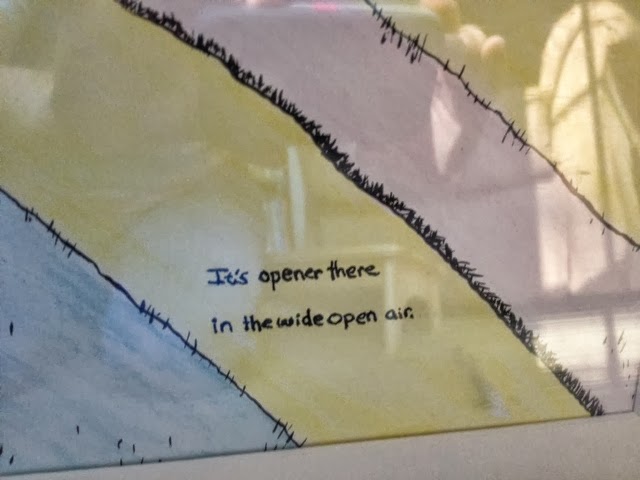 It's opener there
in the wide open air.